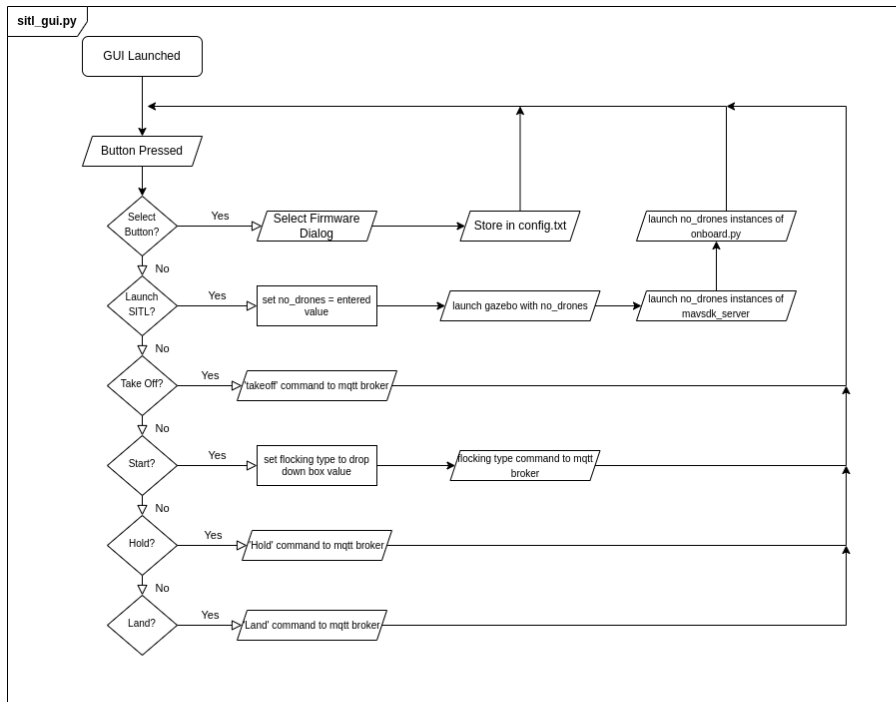 sitl_gui.py
GUI Launched
Button Pressed
Select
Button?
Yes
Select Firmware
Dialog
Store in config.txt
launch no_drones instances of
onboard.py
No
Launch
SITL?
Yes
set no_drones = entered
value
launch gazebo with no_drones
launch no_drones instances of
mavsdk_server
No
Take Off?
Yes
'takeoff' command to mqtt broker
No
Start?
Yes
set flocking type to drop
down box value
flocking type command to mqtt
broker
No
Hold?
Yes
'Hold' command to mqtt broker
No
Land?
Yes
'Land' command to mqtt broker